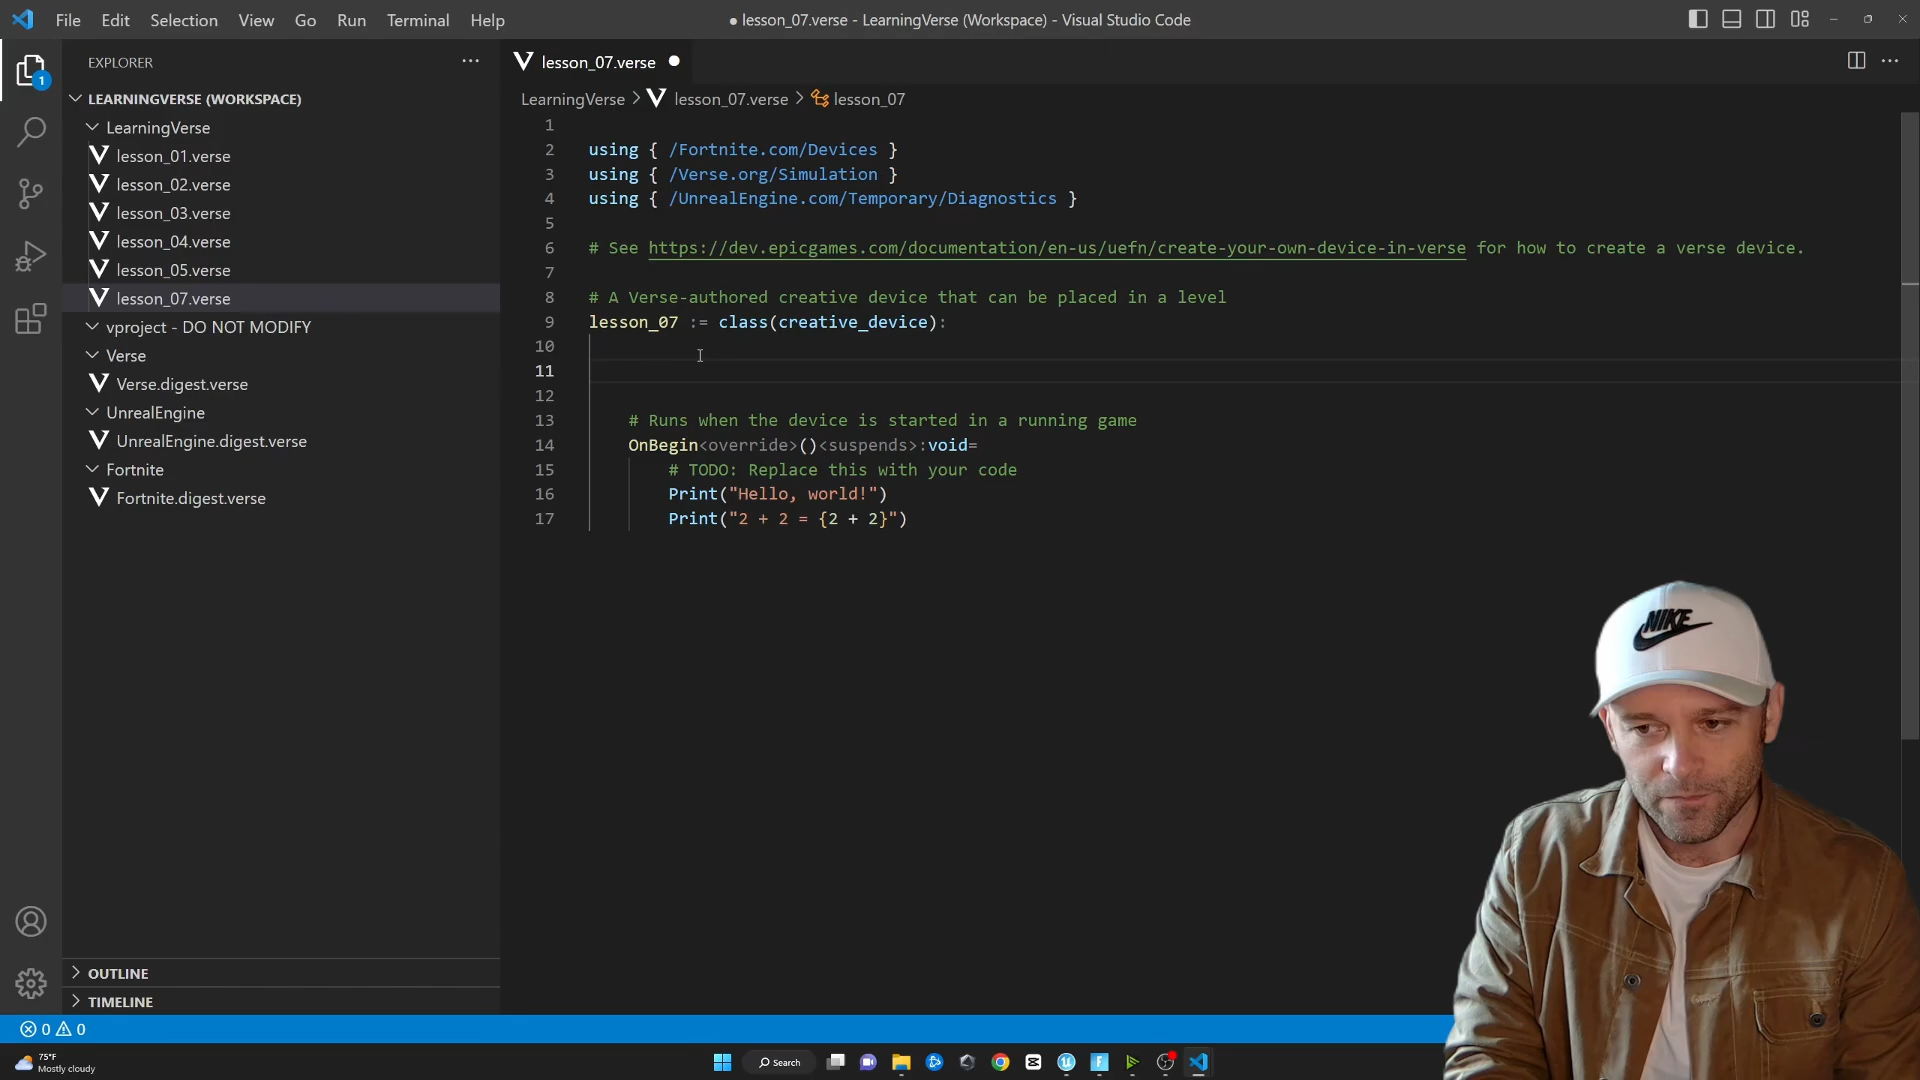 File Edit Selection View Go Run Terminal Help
● lesson_07.verse - LearningVerse (Workspace) - Visual Studio Code
EXPLORER
1
LEARNINGVERSE (WORKSPACE)
LearningVerse
lesson_01.verse
lesson_02.verse
lesson_03.verse
lesson_04.verse
lesson_05.verse
lesson_07.verse
vproject - DO NOT MODIFY
Verse
Verse.digest.verse
UnrealEngine
UnrealEngine.digest.verse
Fortnite
Fortnite.digest.verse
OUTLINE
TIMELINE
lesson_07.verse
LearningVerse > lesson_07.verse > lesson_07
1
2 using { /Fortnite.com/Devices }
3 using { /Verse.org/Simulation }
4 using { /UnrealEngine.com/Temporary/Diagnostics }
5
6 # See https://dev.epicgames.com/documentation/en-us/uefn/create-your-own-device-in-verse for how to create a verse device.
7
8 # A Verse-authored creative device that can be placed in a level
9 lesson_07 := class(creative_device):
10
11
12
13 # Runs when the device is started in a running game
14 OnBegin<override>()<suspends>:void=
15 # TODO: Replace this with your code
16 Print("Hello, world!")
17 Print("2 + 2 = {2 + 2}")
NIKE
0 0
75°F
Mostly cloudy
Search